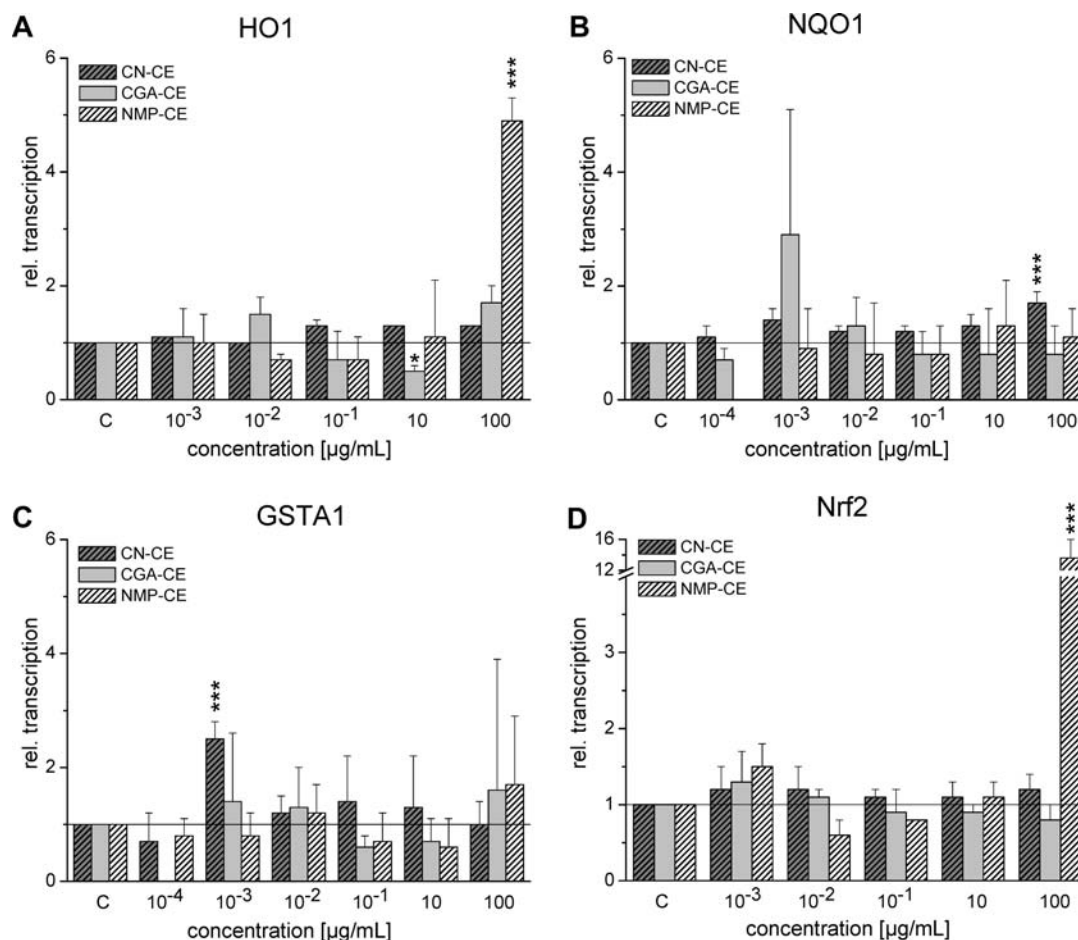 A
HO1
6
4
2
0
rel. transcription
CN-CE
CGA-CE
NMP-CE
*
***
C 10⁻³ 10⁻² 10⁻¹ 10 100
concentration [µg/mL]
B
NQO1
6
4
2
0
rel. transcription
CN-CE
CGA-CE
NMP-CE
***
C 10⁻⁴ 10⁻³ 10⁻² 10⁻¹ 10 100
concentration [µg/mL]
C
GSTA1
6
4
2
0
rel. transcription
CN-CE
CGA-CE
NMP-CE
***
C 10⁻⁴ 10⁻³ 10⁻² 10⁻¹ 10 100
concentration [µg/mL]
D
Nrf2
16
12
3
2
1
0
rel. transcription
CN-CE
CGA-CE
NMP-CE
***
C 10⁻³ 10⁻² 10⁻¹ 10 100
concentration [µg/mL]